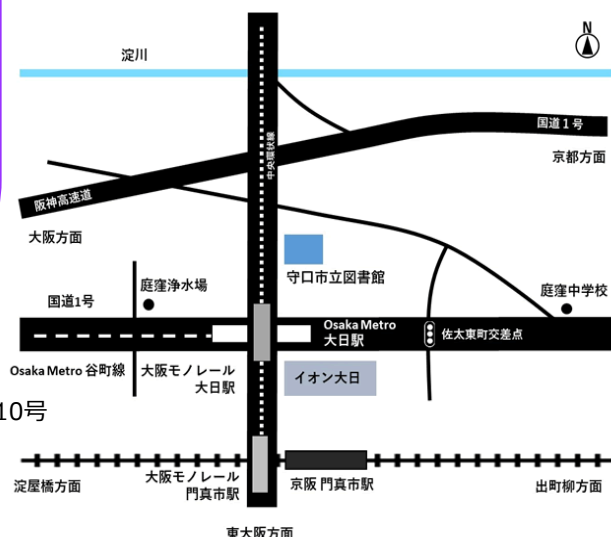 N
淀川
国道1号
中央環状線
京都方面
阪神高速道
大阪方面
守口市立図書館
庭窪浄水場
庭窪中学校
国道1号
Osaka Metro
大日駅
佐太東町交差点
Osaka Metro 谷町線
大阪モノレール
大日駅
イオン大日
10号
大阪モノレール
門真市駅
京阪 門真市駅
淀屋橋方面
出町柳方面
東大阪方面